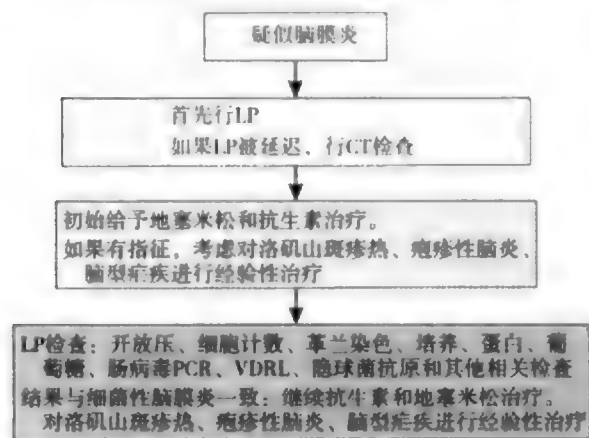 疑似脑膜炎
首先行LP
如果LP被延迟，行CT检查
初始给予地塞米松和抗生素治疗。
如果有指征，考虑对洛矶山斑疹热、疱疹性脑炎、
脑型疟疾进行经验性治疗
LP检查：开放压、细胞计数、革兰染色、培养、蛋白、葡
萄糖、肠病毒PCR、VDRL、隐球菌抗原和其他相关检查
结果与细菌性脑膜炎一致：继续抗生素和地塞米松治疗。
对洛矶山斑疹热、疱疹性脑炎、脑型疟疾进行经验性治疗